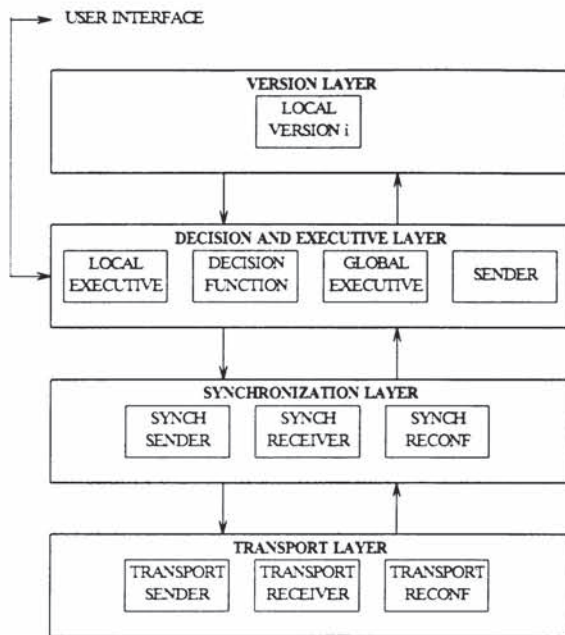 USER INTERFACE
VERSION LAYER
LOCAL
VERSION i
DECISION AND EXECUTIVE LAYER
LOCAL
EXECUTIVE
DECISION
FUNCTION
GLOBAL
EXECUTIVE
SENDER
SYNCHRONIZATION LAYER
SYNCH
SENDER
SYNCH
RECEIVER
SYNCH
RECONF
TRANSPORT LAYER
TRANSPORT
SENDER
TRANSPORT
RECEIVER
TRANSPORT
RECONF